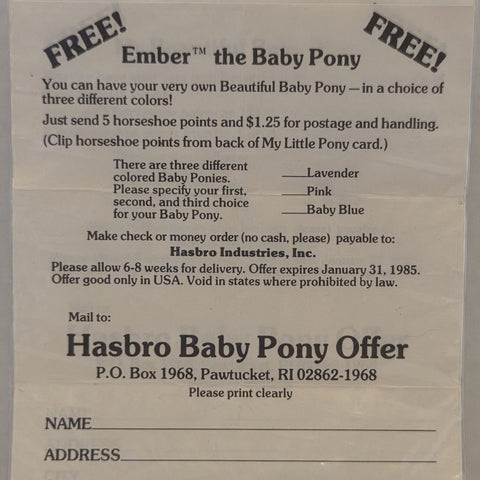 FREE! FREE!
Ember™ the Baby Pony
You can have your very own Beautiful Baby Pony — in a choice of
three different colors!
Just send 5 horseshoe points and $1.25 for postage and handling.
(Clip horseshoe points from back of My Little Pony card.)
There are three different
colored Baby Ponies.
Please specify your first,
second, and third choice
for your Baby Pony.
____Lavender
____Pink
____Baby Blue
Make check or money order (no cash, please) payable to:
Hasbro Industries, Inc.
Please allow 6-8 weeks for delivery. Offer expires January 31, 1985.
Offer good only in USA. Void in states where prohibited by law.
Mail to:
Hasbro Baby Pony Offer
P.O. Box 1968, Pawtucket, RI 02862-1968
Please print clearly
NAME
ADDRESS
CITY